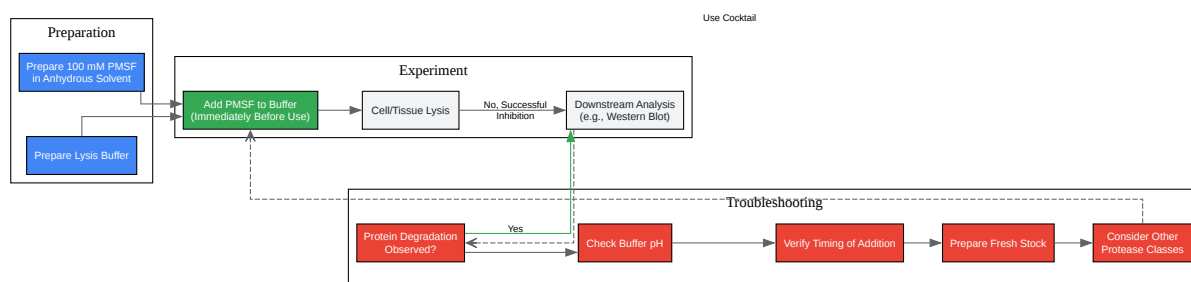 Use Cocktail
Preparation
Prepare 100 mM PMSF
in Anhydrous Solvent
Prepare Lysis Buffer
Experiment
Add PMSF to Buffer
(Immediately Before Use)
Cell/Tissue Lysis
No, Successful
Inhibition
Downstream Analysis
(e.g., Western Blot)
Troubleshooting
Protein Degradation
Observed?
Yes
Check Buffer pH
Verify Timing of Addition
Prepare Fresh Stock
Consider Other
Protease Classes